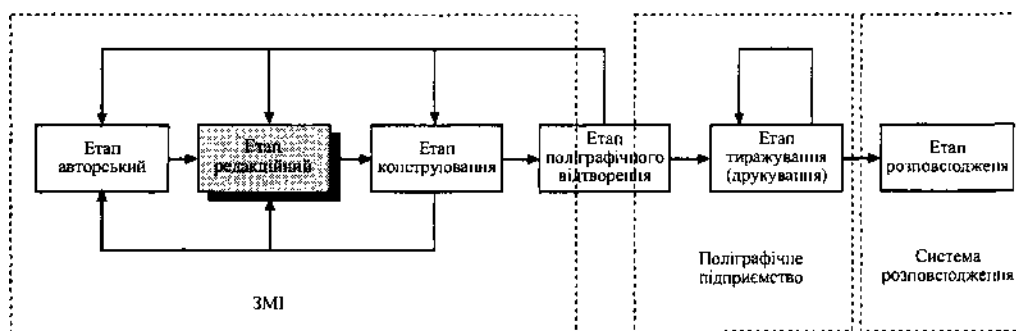 Етап
авторський
Етап
редакційний
Етап
конструювання
Етап
поліграфічного
відтворення
Етап
тиражування
(друкування)
Етап
розповсюдження
Поліграфічне
підприємство
Система
розповсюдження
ЗМІ